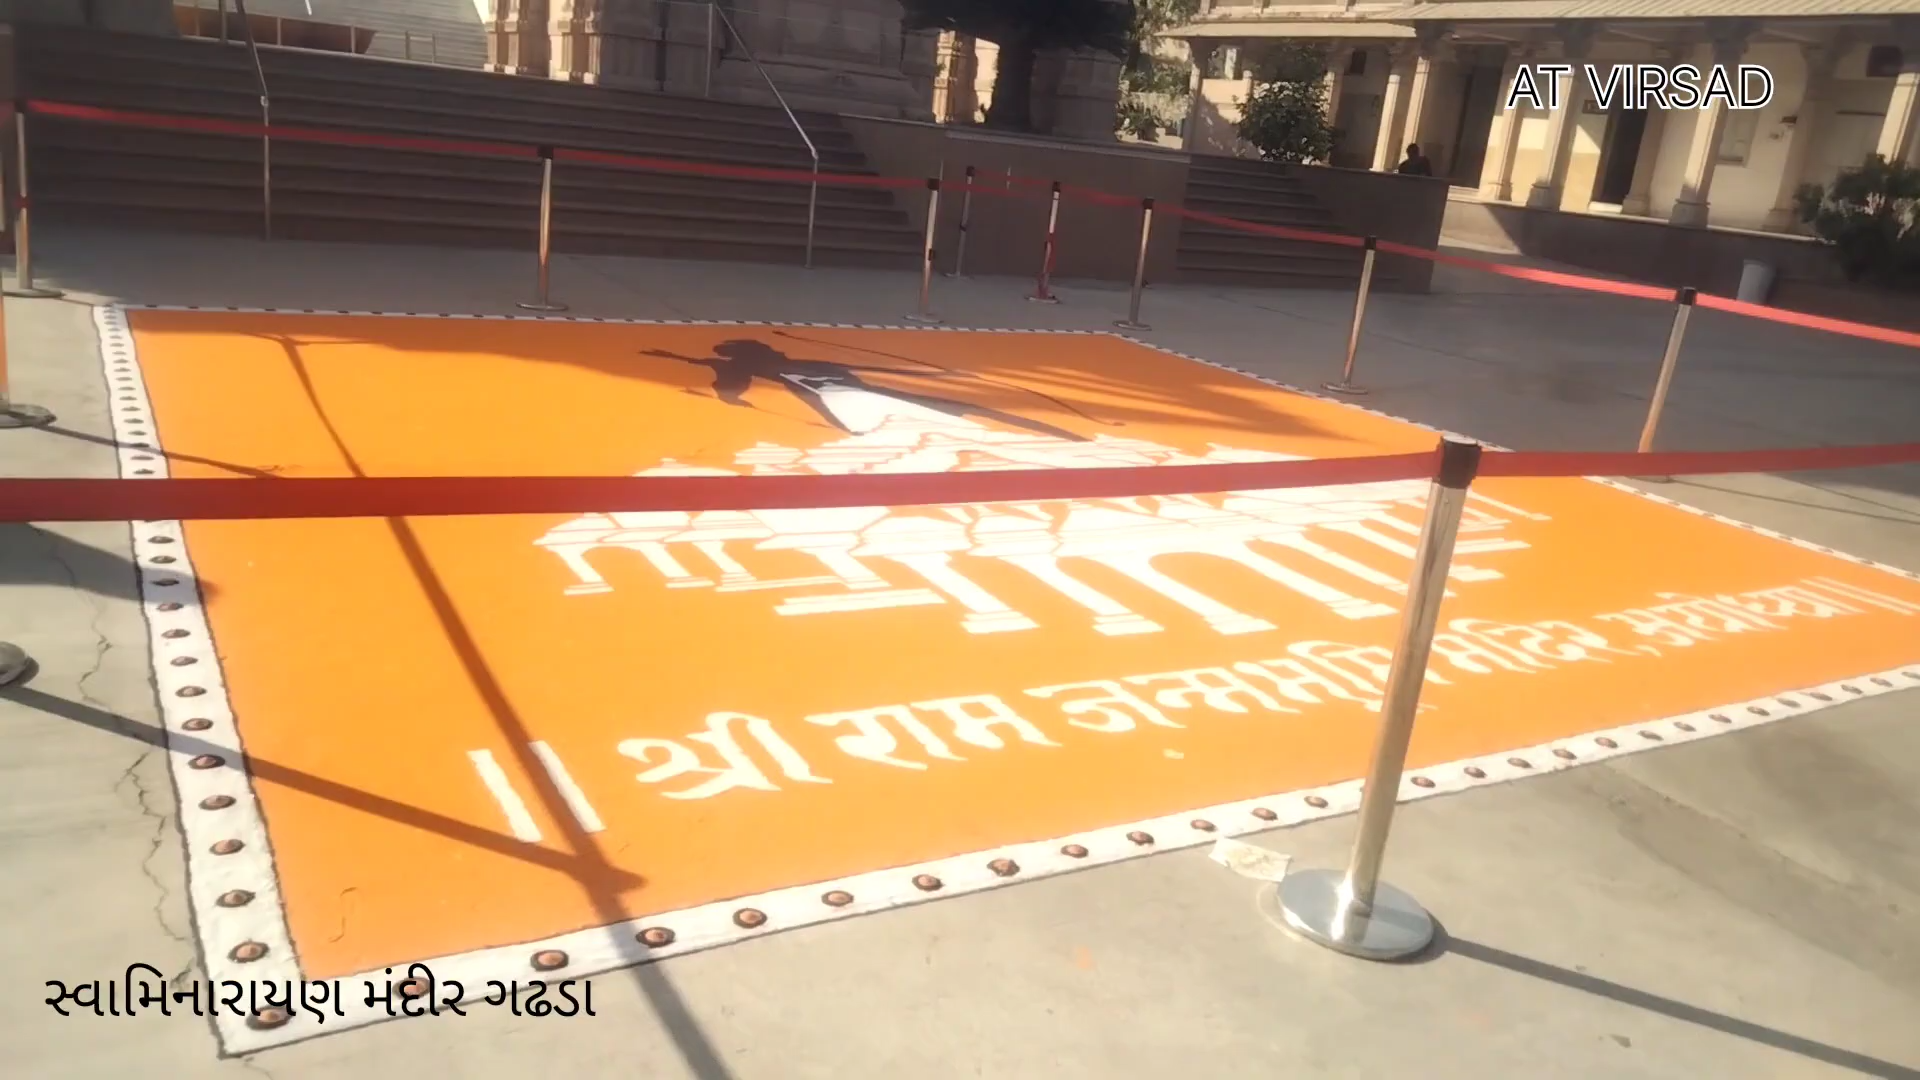 AT VIRSAD
|| श्री राम जन्मभूमि मंदिर,अयोध्या ||
સ્વામિનારાયણ મંદીર ગઢડા